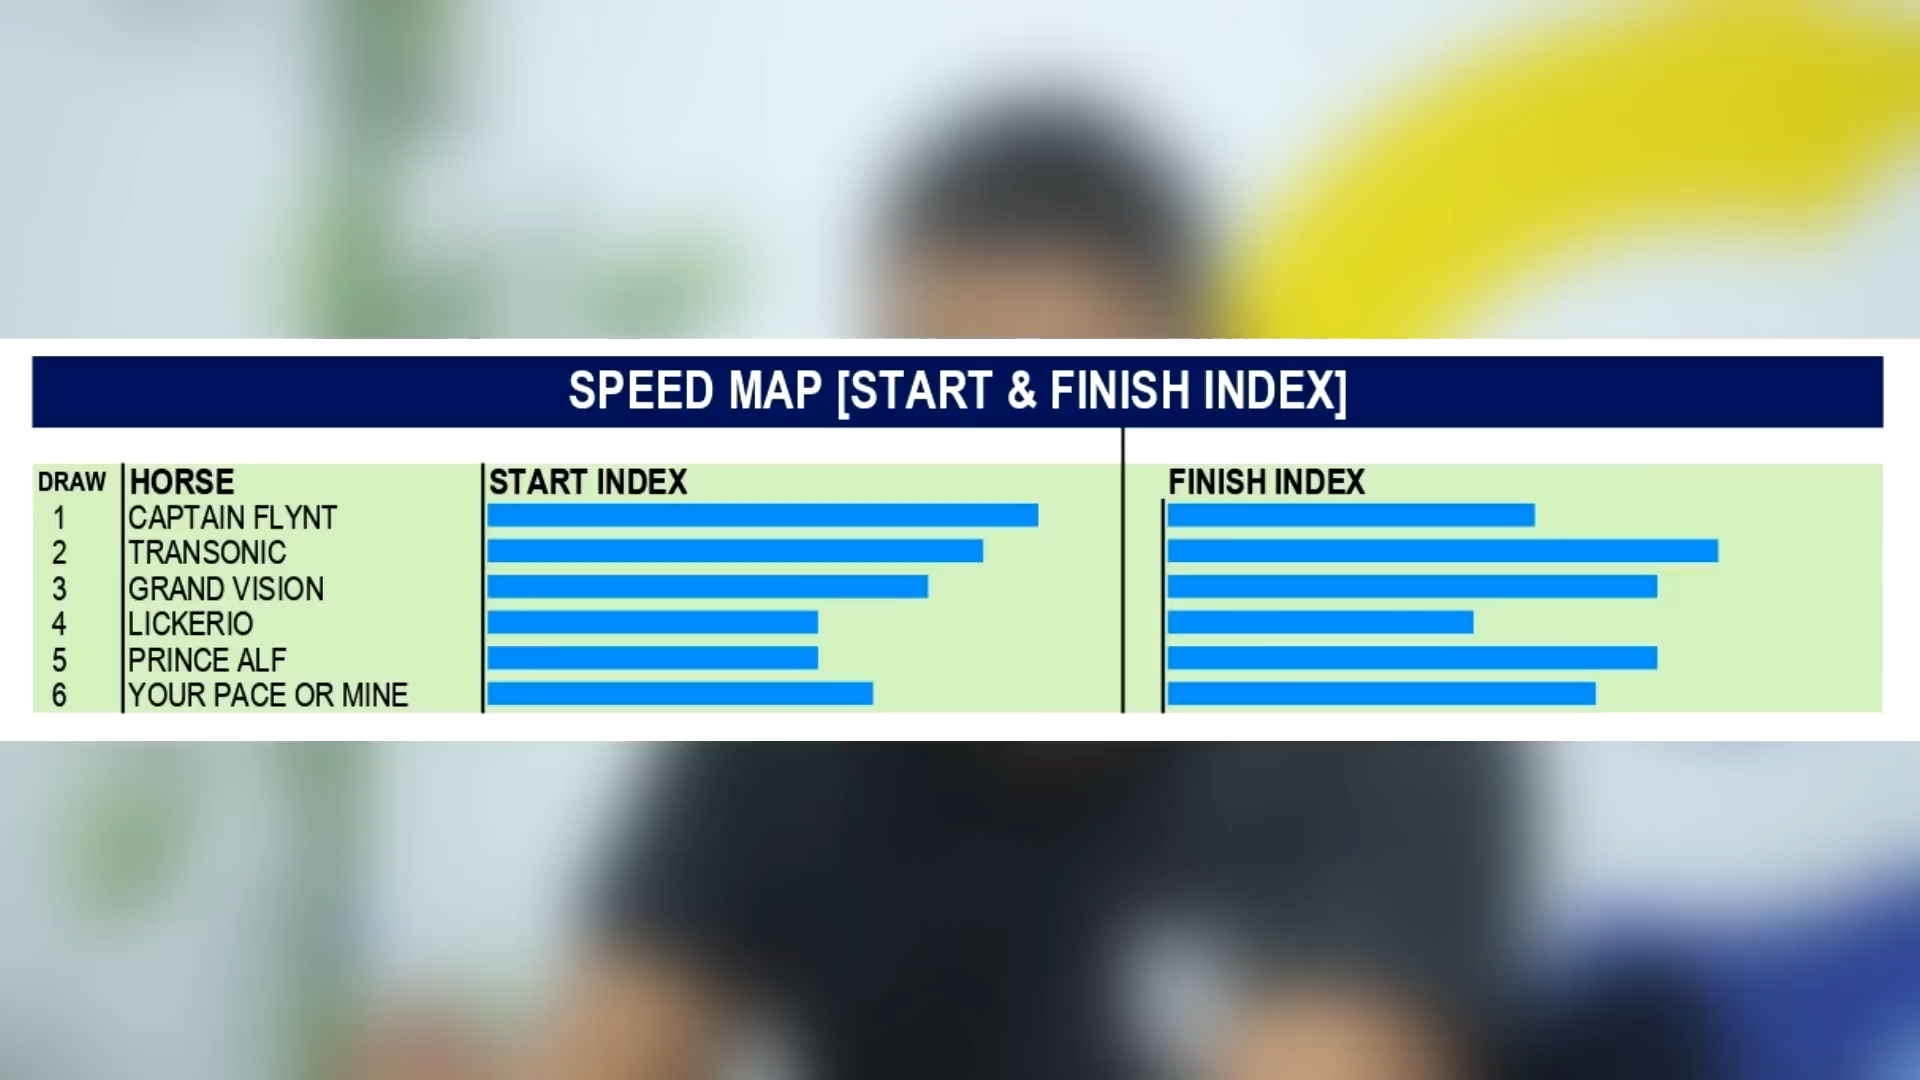 SPEED MAP [START & FINISH INDEX]
DRAW HORSE START INDEX FINISH INDEX
1 CAPTAIN FLYNT
2 TRANSONIC
3 GRAND VISION
4 LICKERIO
5 PRINCE ALF
6 YOUR PACE OR MINE